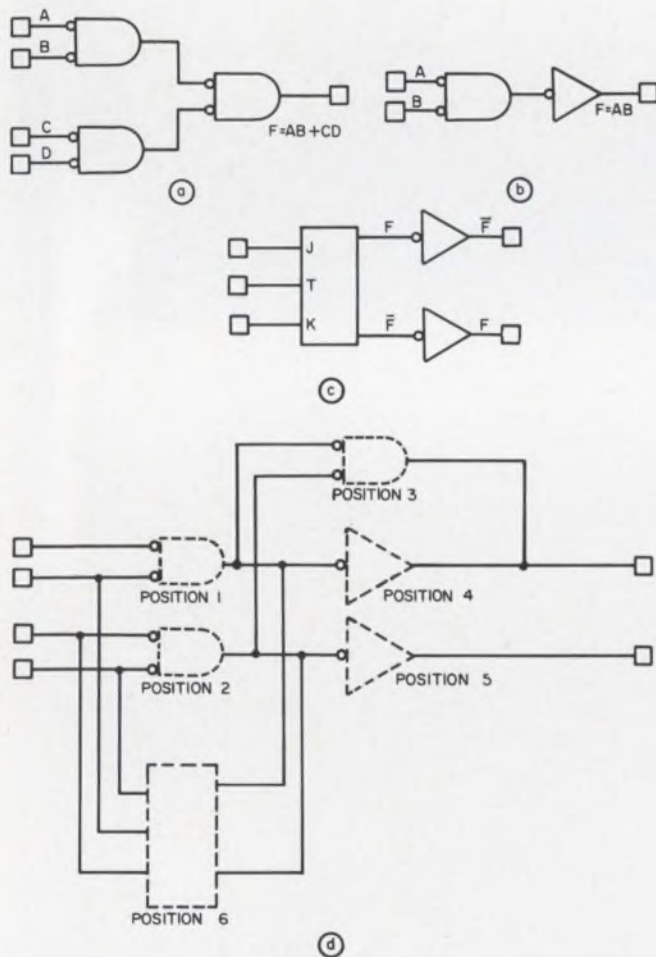 A
B
C
D
F=AB+CD
a
A
B
F=AB
b
J
T
K
F
F̅
F̅
F
c
POSITION 3
POSITION 1
POSITION 4
POSITION 2
POSITION 5
POSITION 6
d